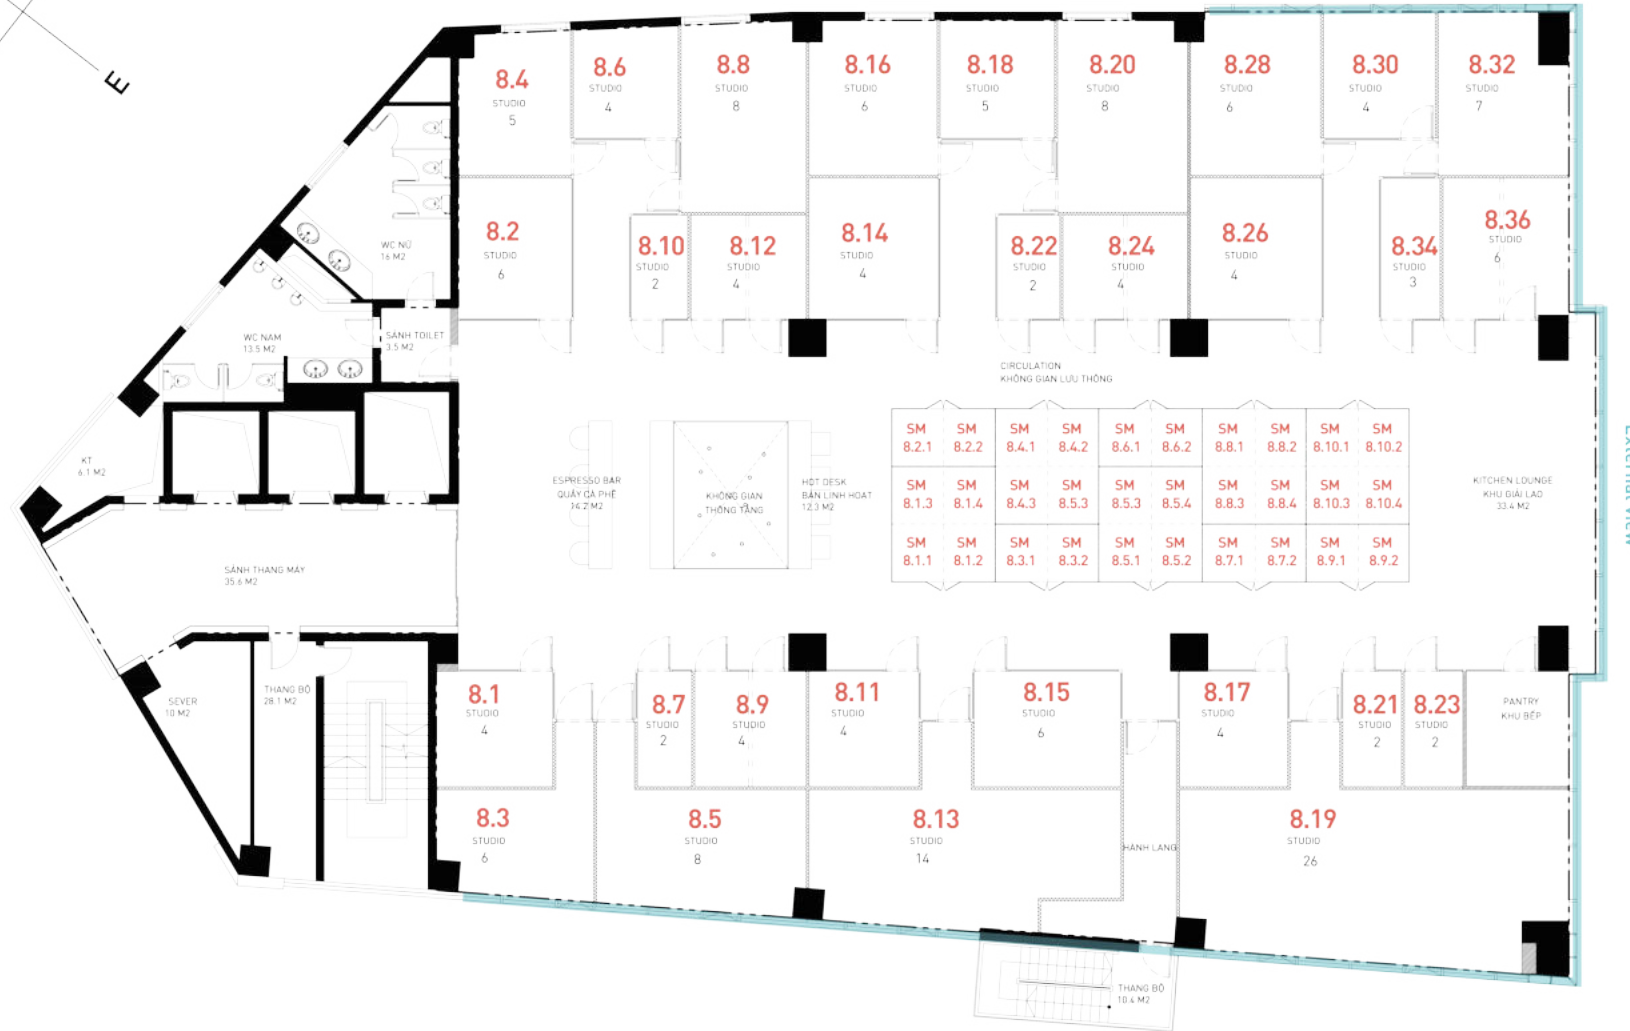 E
8.4
STUDIO
5
8.6
STUDIO
4
8.8
STUDIO
8
8.16
STUDIO
6
8.18
STUDIO
5
8.20
STUDIO
8
8.28
STUDIO
6
8.30
STUDIO
4
8.32
STUDIO
7
8.2
STUDIO
6
8.10
STUDIO
2
8.12
STUDIO
4
8.14
STUDIO
4
8.22
STUDIO
2
8.24
STUDIO
4
8.26
STUDIO
4
8.34
STUDIO
3
8.36
STUDIO
6
WC NỮ
16 M2
WC NAM
13.5 M2
SẢNH TOILET
3.5 M2
KT
6.1 M2
CIRCULATION
KHÔNG GIAN LƯU THÔNG
ESPRESSO BAR
QUẦY CÀ PHÊ
14.2 M2
KHÔNG GIAN
THÔNG TẦNG
HOT DESK
BÀN LINH HOẠT
12.3 M2
SM 8.2.1
SM 8.2.2
SM 8.4.1
SM 8.4.2
SM 8.6.1
SM 8.6.2
SM 8.8.1
SM 8.8.2
SM 8.10.1
SM 8.10.2
SM 8.1.3
SM 8.1.4
SM 8.4.3
SM 8.5.3
SM 8.5.3
SM 8.5.4
SM 8.8.3
SM 8.8.4
SM 8.10.3
SM 8.10.4
SM 8.1.1
SM 8.1.2
SM 8.3.1
SM 8.3.2
SM 8.5.1
SM 8.5.2
SM 8.7.1
SM 8.7.2
SM 8.9.1
SM 8.9.2
KITCHEN LOUNGE
KHU GIẢI LAO
33.4 M2
External view
SẢNH THANG MÁY
35.6 M2
SEVER
10 M2
THANG BỘ
28.1 M2
8.1
STUDIO
4
8.7
STUDIO
2
8.9
STUDIO
4
8.11
STUDIO
4
8.15
STUDIO
6
8.17
STUDIO
4
8.21
STUDIO
2
8.23
STUDIO
2
PANTRY
KHU BẾP
8.3
STUDIO
6
8.5
STUDIO
8
8.13
STUDIO
14
HÀNH LANG
8.19
STUDIO
26
THANG BỘ
10.4 M2